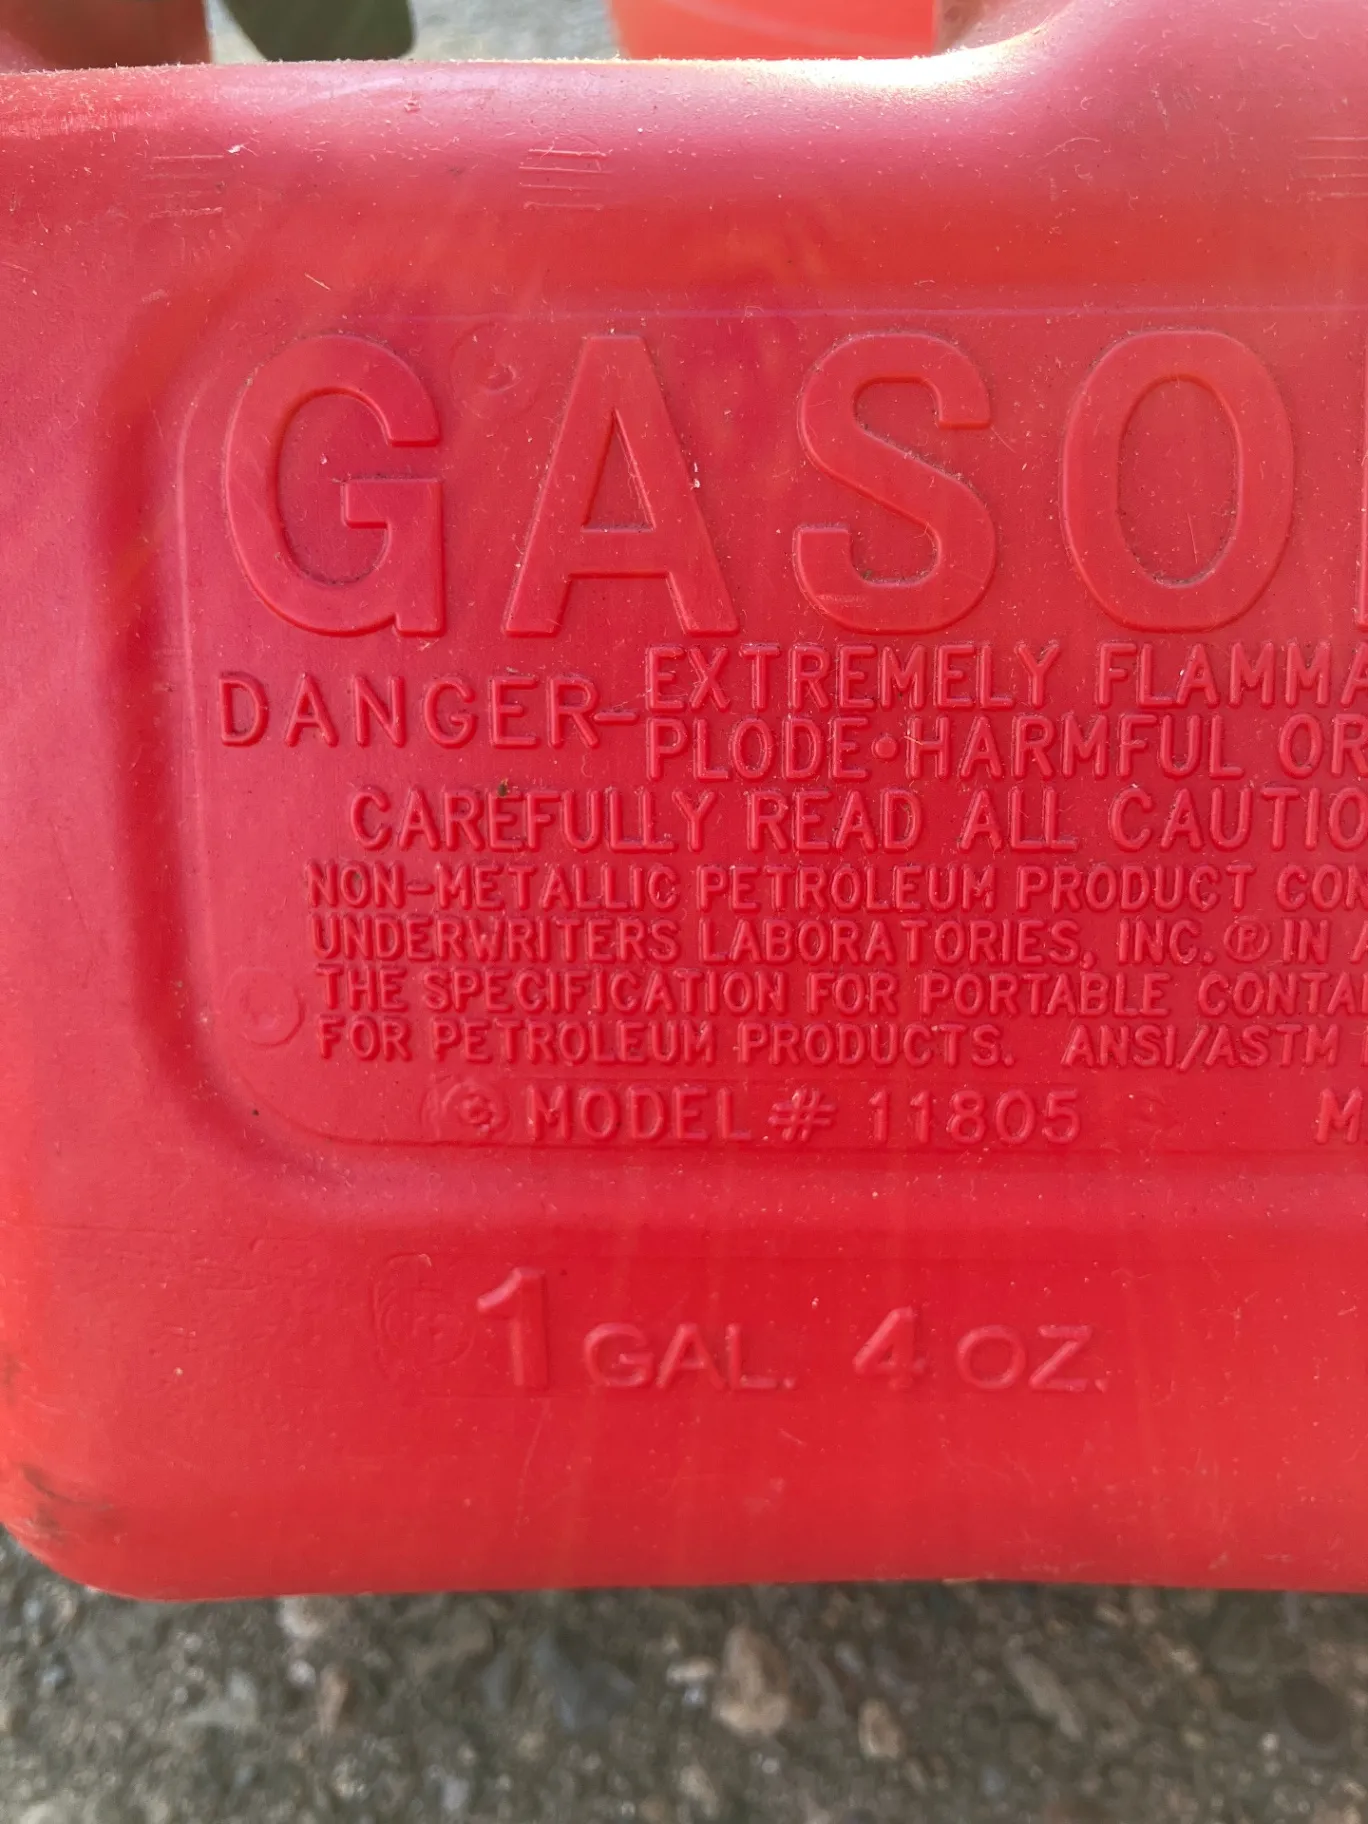 GASO
DANGER-EXTREMELY FLAMMA
PLODE•HARMFUL OR
CAREFULLY READ ALL CAUTIO
NON-METALLIC PETROLEUM PRODUCT CON
UNDERWRITERS LABORATORIES, INC.® IN A
THE SPECIFICATION FOR PORTABLE CONTA
FOR PETROLEUM PRODUCTS. ANSI/ASTM
MODEL # 11805 M
1 GAL. 4 OZ.